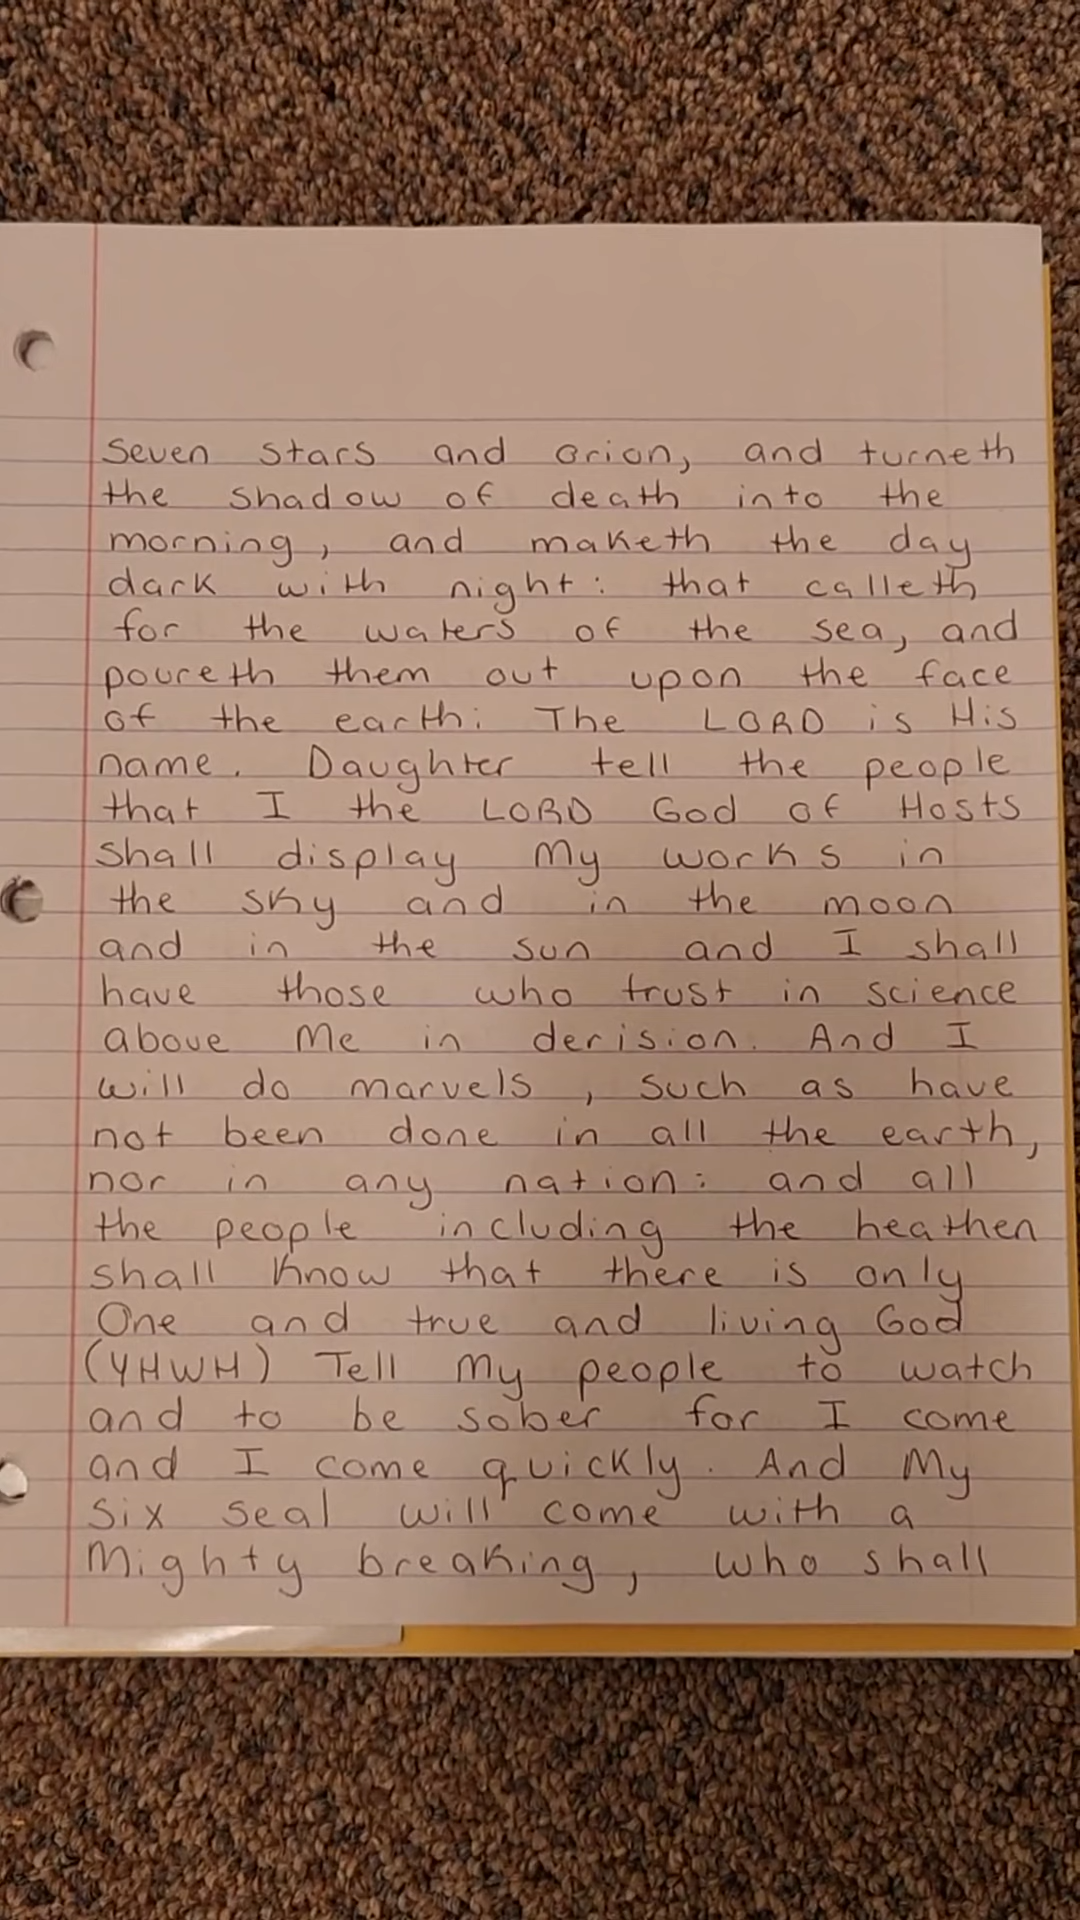 seven stars and orion, and turneth
the shadow of death into the
morning, and maketh the day
dark with night: that calleth
for the waters of the sea, and
poureth them out upon the face
of the earth: The LORD is His
name. Daughter tell the people
that I the LORD God of Hosts
shall display My works in
the sky and in the moon
and in the sun and I shall
have those who trust in science
above Me in derision. And I
will do marvels, such as have
not been done in all the earth,
nor in any nation: and all
the people including the heathen
shall know that there is only
One and true and living God
(YHWH) Tell My people to watch
and to be sober for I come
and I come quickly. And My
six seal will come with a
Mighty breaking, who shall